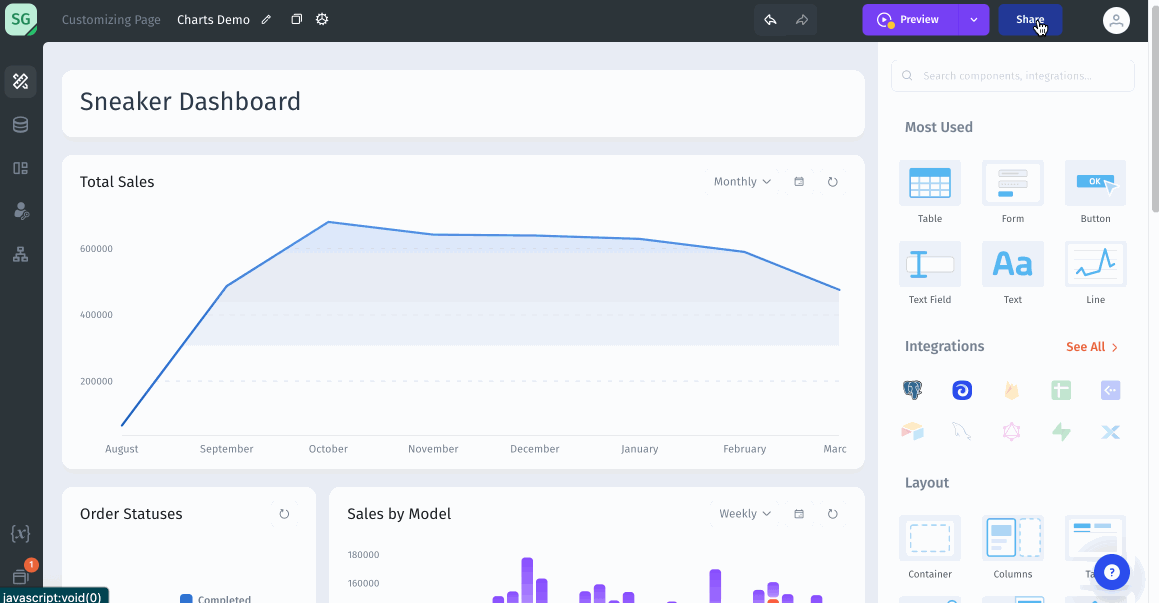 SG
Customizing Page
Charts Demo
Preview
Share
Search components, integrations...
Sneaker Dashboard
Most Used
Table
Form
OK
Button
Text Field
Aa
Text
Line
Integrations
See All
Layout
Container
Columns
?
Total Sales
Monthly
600000
400000
200000
August
September
October
November
December
January
February
Marc
Order Statuses
Completed
Sales by Model
Weekly
180000
160000
{x}
1
javascript:void(0)